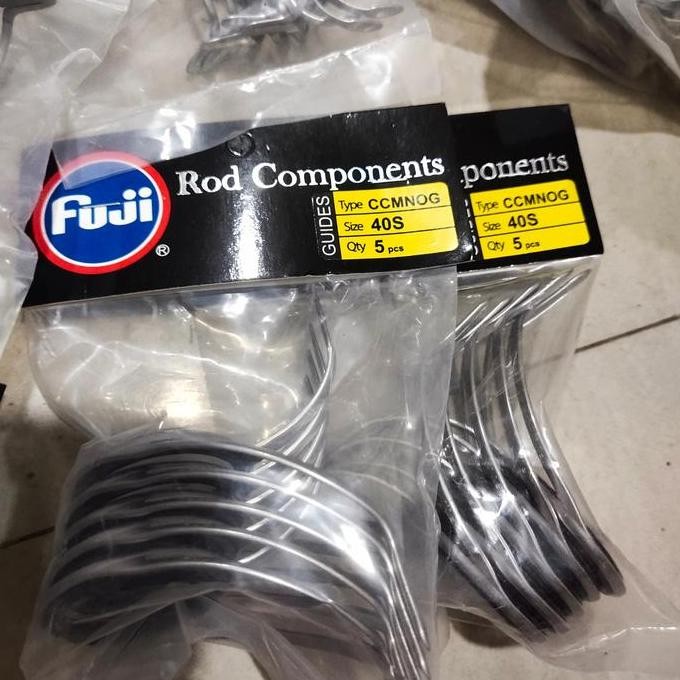 Fuji
®
Rod Components
GUIDES
Type CCMNOG
Size 40S
Qty 5 pcs
ponents
Type CCMNOG
Size 40S
Qty 5 pcs